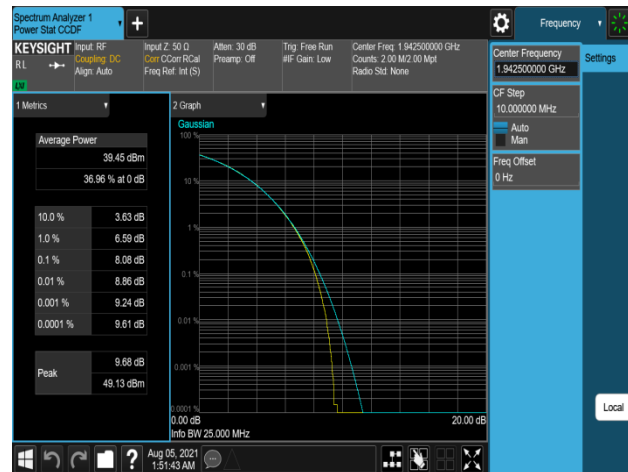 Spectrum Analyzer 1
Power Stat CCDF
Frequency
KEYSIGHT
R L
LW
Input: RF
Coupling: DC
Align: Auto
Input Z: 50 Ω
Corr CCorr RCal
Freq Ref: Int (S)
Atten: 30 dB
Preamp: Off
Trig: Free Run
#IF Gain: Low
Center Freq: 1.942500000 GHz
Counts: 2.00 M/2.00 Mpt
Radio Std: None
Center Frequency
1.942500000 GHz
Settings
CF Step
10.000000 MHz
Auto
Man
Freq Offset
0 Hz
1 Metrics
Average Power
39.45 dBm
36.96 % at 0 dB
10.0 % 3.63 dB
1.0 % 6.59 dB
0.1 % 8.08 dB
0.01 % 8.86 dB
0.001 % 9.24 dB
0.0001 % 9.61 dB
Peak
9.68 dB
49.13 dBm
2 Graph
Gaussian
100 %
10 %
1 %
0.1 %
0.01 %
0.001 %
0.0001 %
0.00 dB
20.00 dB
Info BW 25.000 MHz
Local
?
Aug 05, 2021
1:51:43 AM